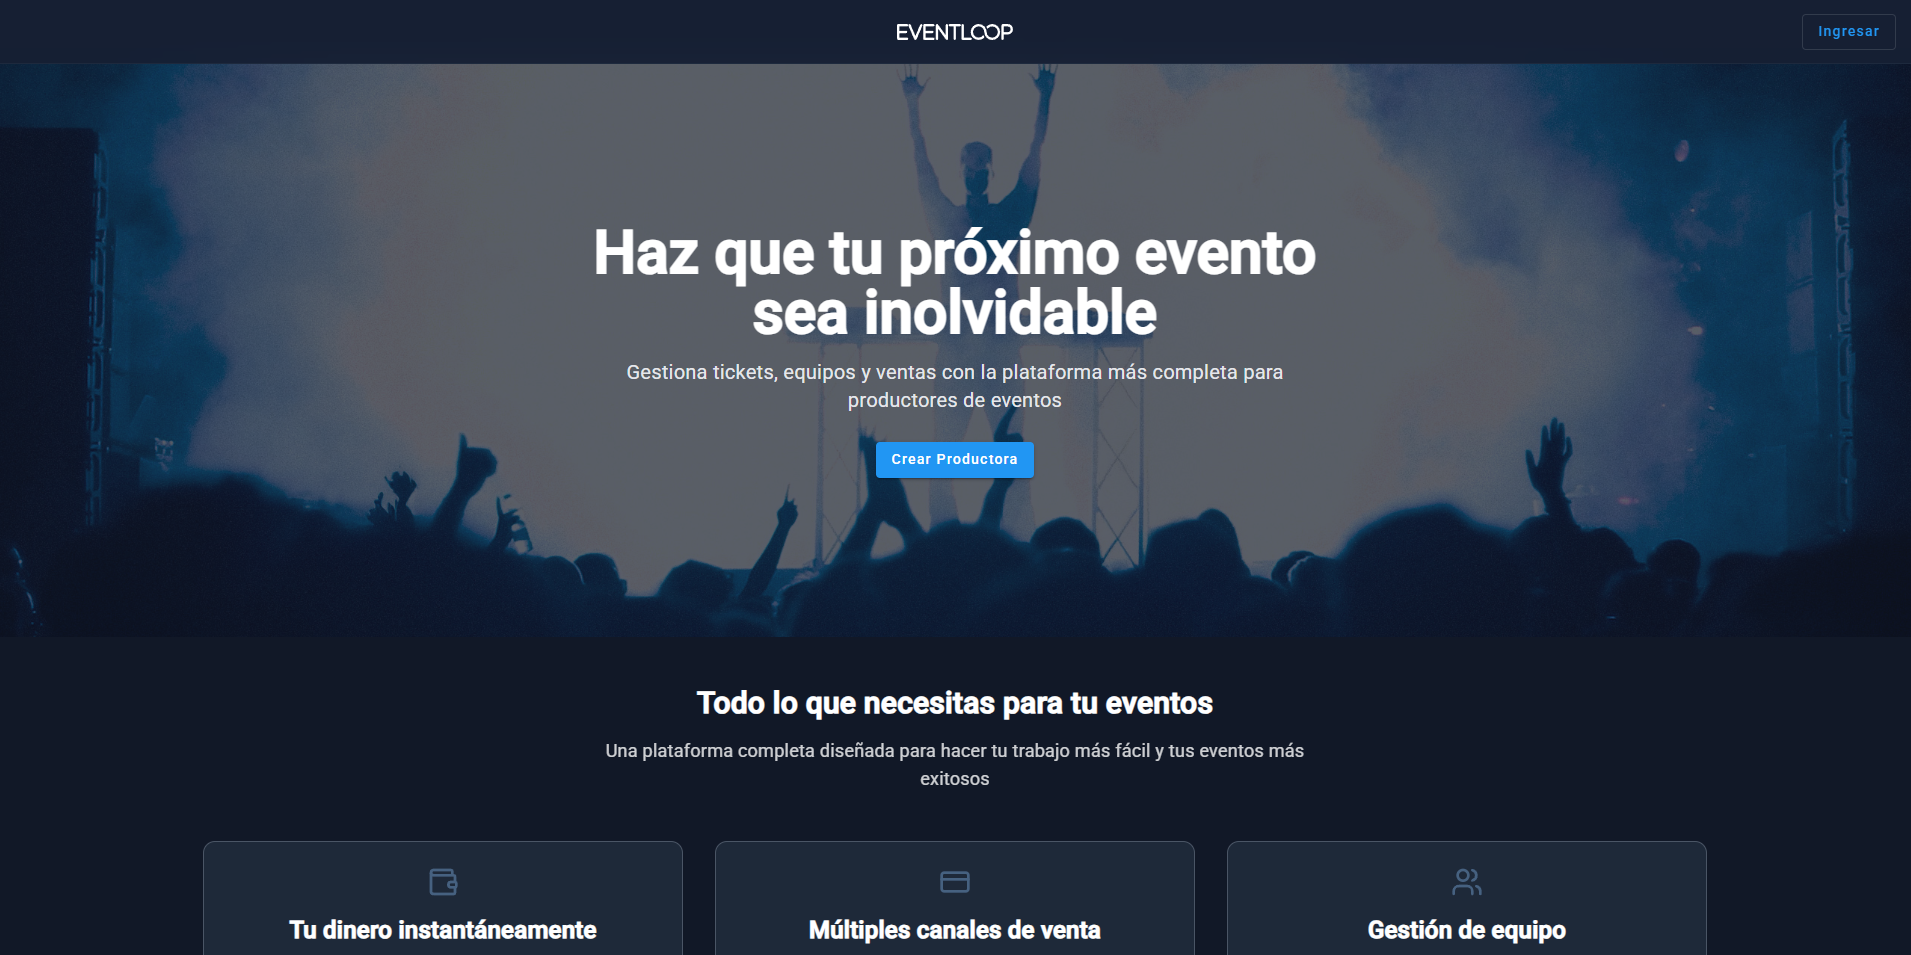 EVENTLOOP
Ingresar
Haz que tu próximo evento
sea inolvidable
Gestiona tickets, equipos y ventas con la plataforma más completa para
productores de eventos
Crear Productora
Todo lo que necesitas para tu eventos
Una plataforma completa diseñada para hacer tu trabajo más fácil y tus eventos más
exitosos
Tu dinero instantáneamente
Múltiples canales de venta
Gestión de equipo